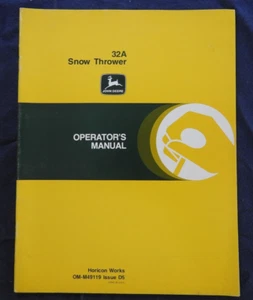 32A
Snow Thrower
JOHN DEERE
OPERATOR'S
MANUAL
Horicon Works
OM-M49119 Issue D5